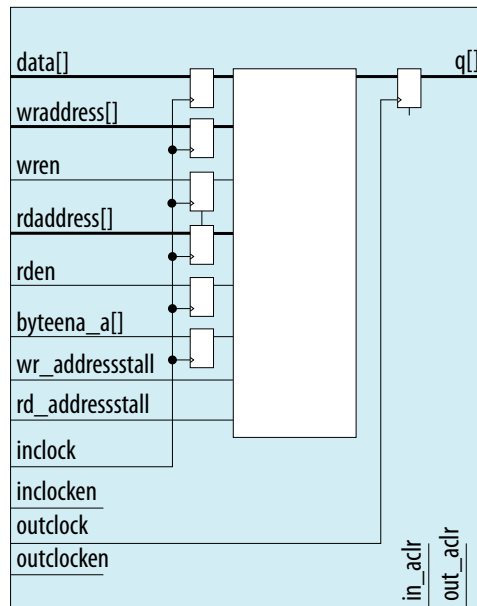 data[]
q[]
wraddress[]
wren
rdaddress[]
rden
byteena_a[]
wr_addressstall
rd_addressstall
inclock
inclocken
outclock
outclocken
in_aclr
out_aclr